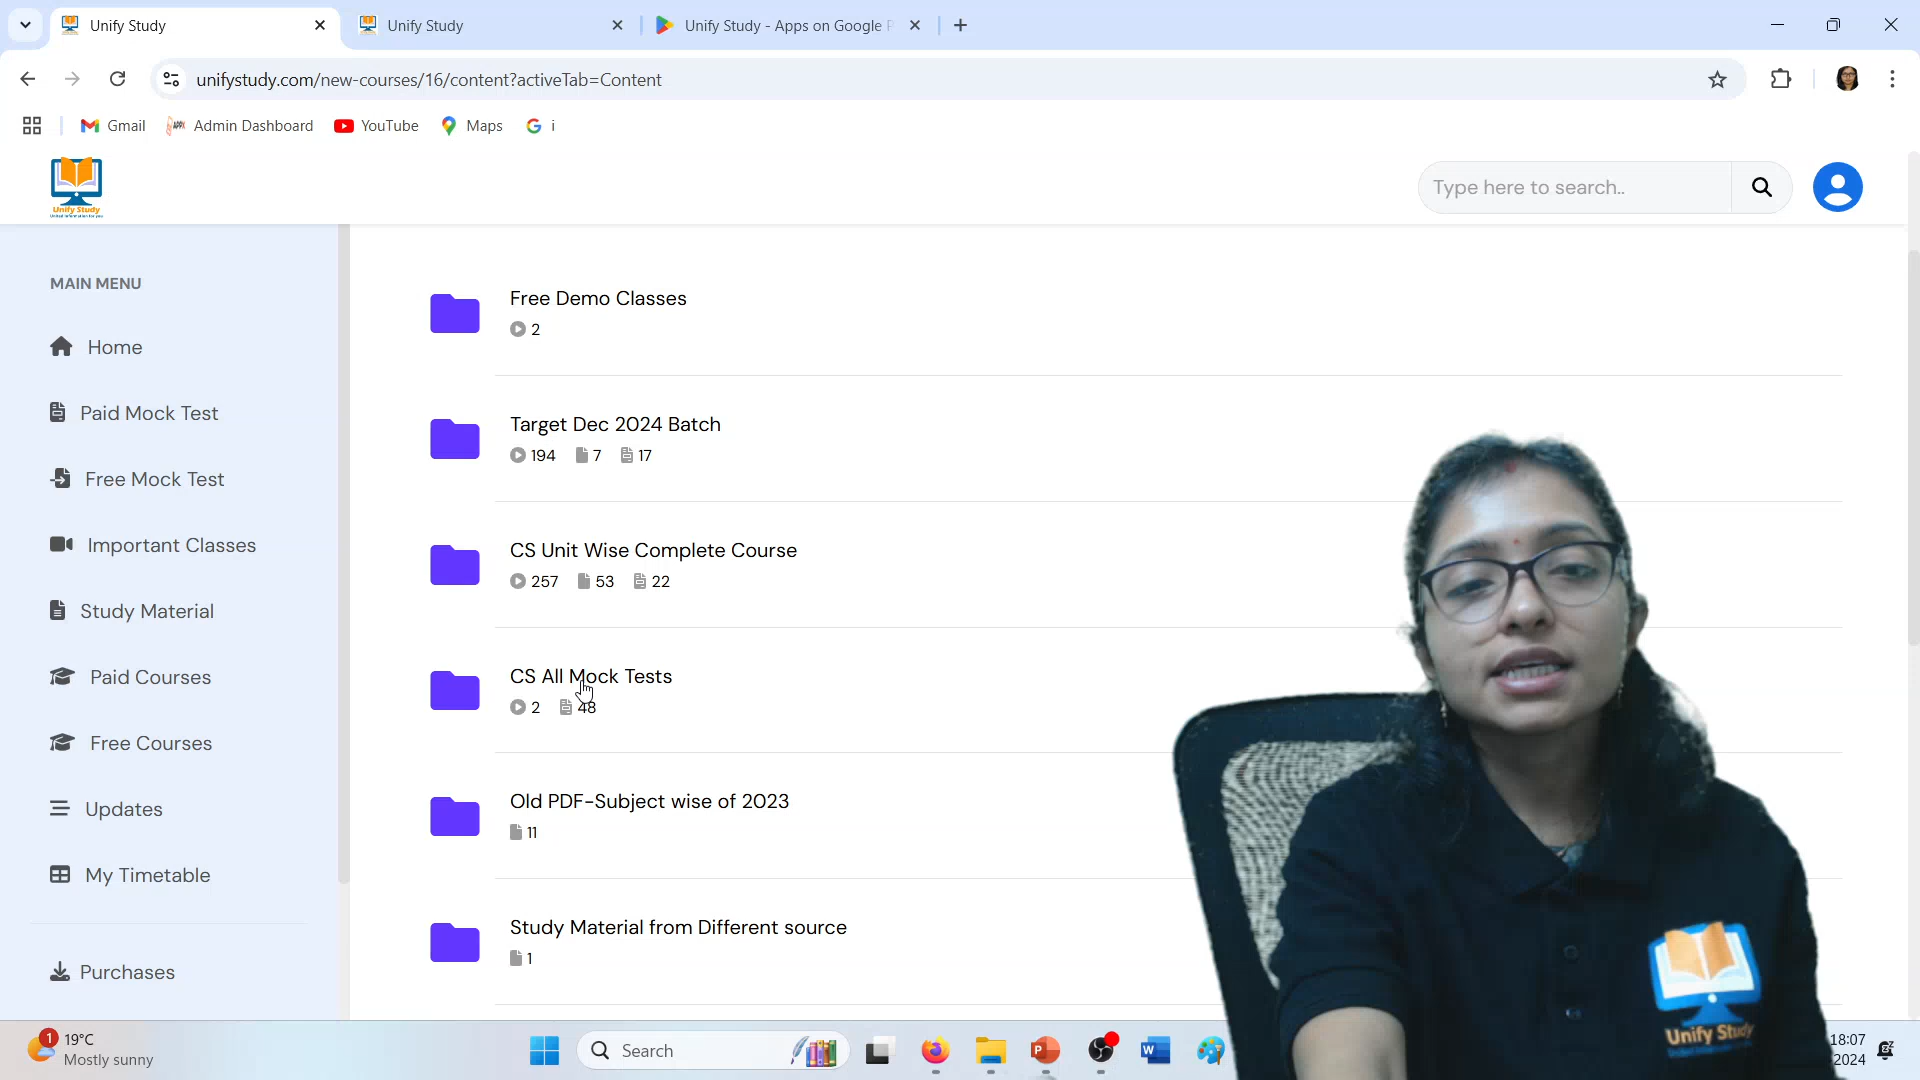 Unify Study
Unify Study
Unify Study - Apps on Google P
unifystudy.com/new-courses/16/content?activeTab=Content
Gmail
Admin Dashboard
YouTube
Maps
i
Unify Study
Type here to search..
MAIN MENU
Home
Paid Mock Test
Free Mock Test
Important Classes
Study Material
Paid Courses
Free Courses
Updates
My Timetable
Purchases
Free Demo Classes
2
Target Dec 2024 Batch
194 7 17
CS Unit Wise Complete Course
257 53 22
CS All Mock Tests
2 48
Old PDF-Subject wise of 2023
11
Study Material from Different source
1
Unify Study
1
19°C
Mostly sunny
Search
18:07
2024